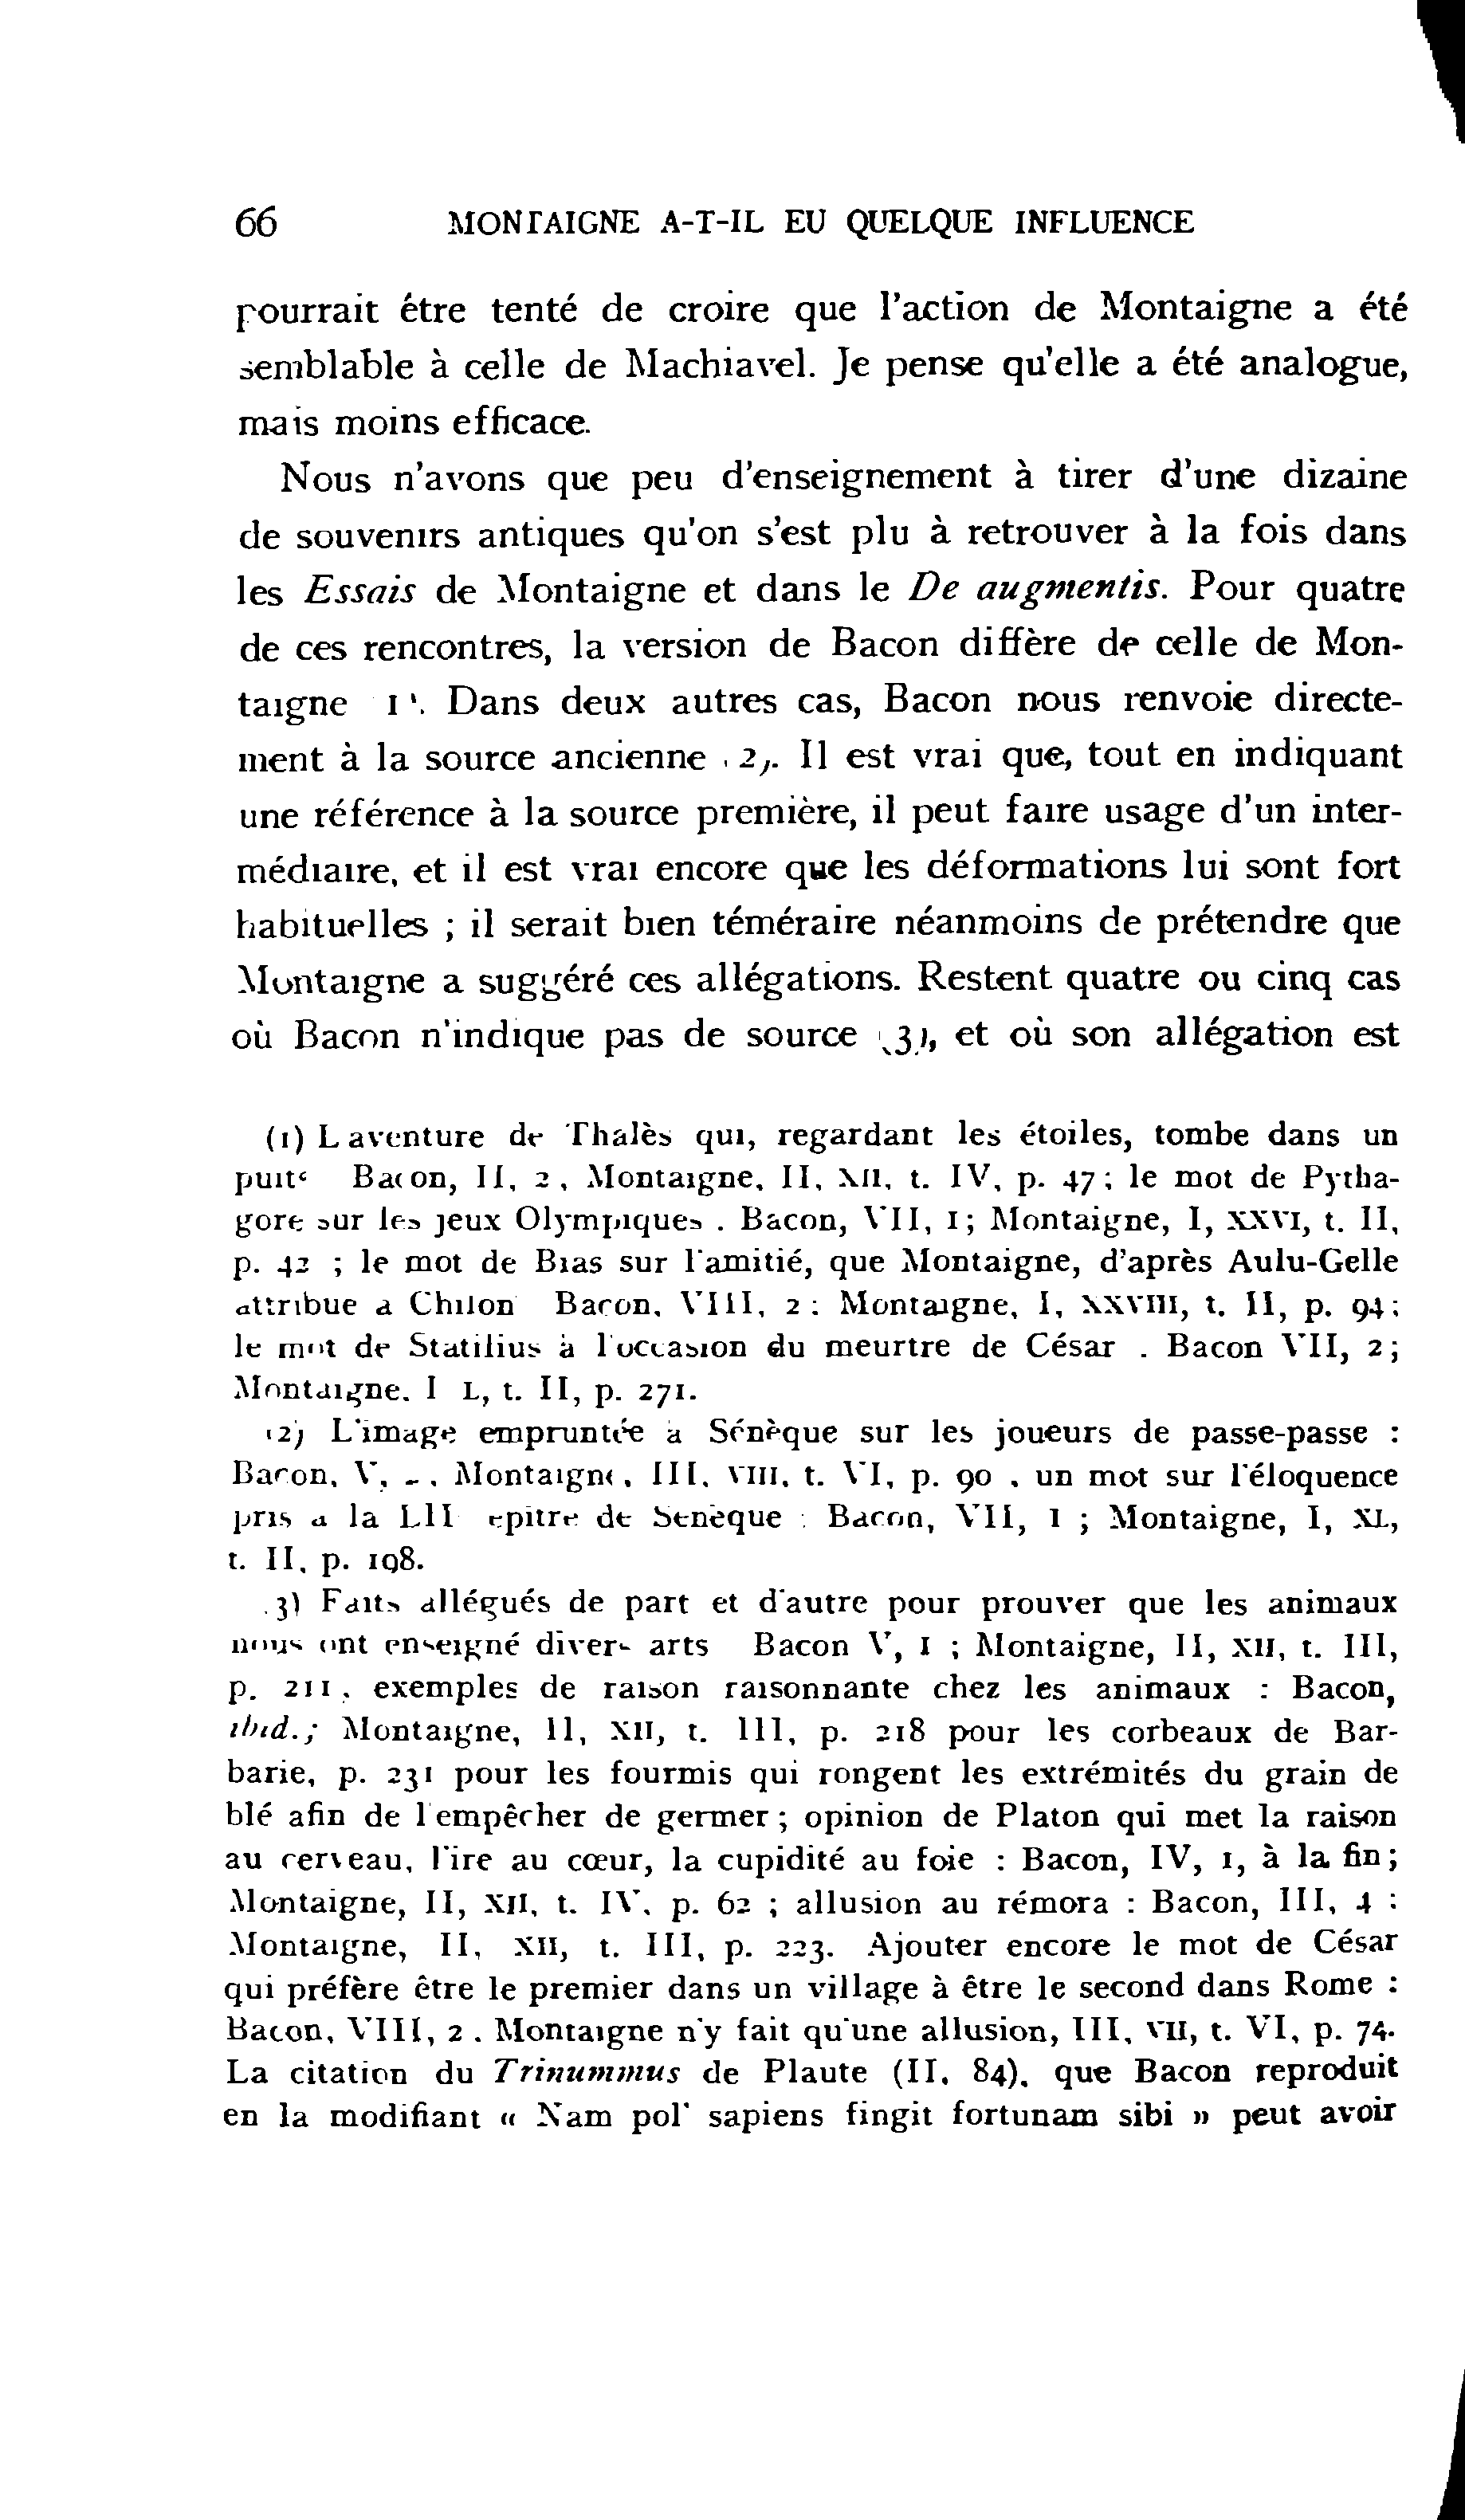 66 MONTAIGNE A-T-IL EU QUELQUE INFLUENCE
pourrait être tenté de croire que l'action de Montaigne a été
semblable à celle de Machiavel. Je pense qu'elle a été analogue,
mais moins efficace.
Nous n'avons que peu d'enseignement à tirer d'une dizaine
de souvenirs antiques qu'on s'est plu à retrouver à la fois dans
les Essais de Montaigne et dans le De augmentis. Pour quatre
de ces rencontres, la version de Bacon diffère de celle de Mon-
taigne (1). Dans deux autres cas, Bacon nous renvoie directe-
ment à la source ancienne (2). Il est vrai que, tout en indiquant
une référence à la source première, il peut faire usage d'un inter-
médiaire, et il est vrai encore que les déformations lui sont fort
habituelles ; il serait bien téméraire néanmoins de prétendre que
Montaigne a suggéré ces allégations. Restent quatre ou cinq cas
où Bacon n'indique pas de source (3), et où son allégation est
(1) L'aventure de Thalès qui, regardant les étoiles, tombe dans un
puits Bacon, II, 2, Montaigne, II, XII, t. IV, p. 47 ; le mot de Pytha-
gore sur les jeux Olympiques : Bacon, VII, 1 ; Montaigne, I, XXVI, t. II,
p. 42 ; le mot de Bias sur l'amitié, que Montaigne, d'après Aulu-Gelle
attribue à Chilon Bacon, VIII, 2 : Montaigne, I, XXVIII, t. II, p. 94 ;
le mot de Statilius à l'occasion du meurtre de César : Bacon VII, 2 ;
Montaigne, I L, t. II, p. 271.
(2) L'image empruntée à Sénèque sur les joueurs de passe-passe :
Bacon, V, Montaigne, III, VIII, t. VI, p. 90 , un mot sur l'éloquence
pris à la LII épitre de Sénèque : Bacon, VII, 1 ; Montaigne, I, XL,
t. II, p. 198.
(3) Faits allégués de part et d'autre pour prouver que les animaux
nous ont enseigné divers arts Bacon V, 1 ; Montaigne, II, XII, t. III,
p. 211 ; exemples de raison raisonnante chez les animaux : Bacon,
ibid. ; Montaigne, II, XII, t. III, p. 218 pour les corbeaux de Bar-
barie, p. 231 pour les fourmis qui rongent les extrémités du grain de
blé afin de l'empêcher de germer ; opinion de Platon qui met la raison
au cerveau, l'ire au cœur, la cupidité au foie : Bacon, IV, 1, à la fin ;
Montaigne, II, XII, t. IV, p. 62 ; allusion au rémora : Bacon, III, 4 :
Montaigne, II, XII, t. III, p. 223. Ajouter encore le mot de César
qui préfère être le premier dans un village à être le second dans Rome :
Bacon, VIII, 2 . Montaigne n'y fait qu'une allusion, III, VII, t. VI, p. 74.
La citation du Trinummus de Plaute (II, 84), que Bacon reproduit
en la modifiant « Nam pol' sapiens fingit fortunam sibi » peut avoir